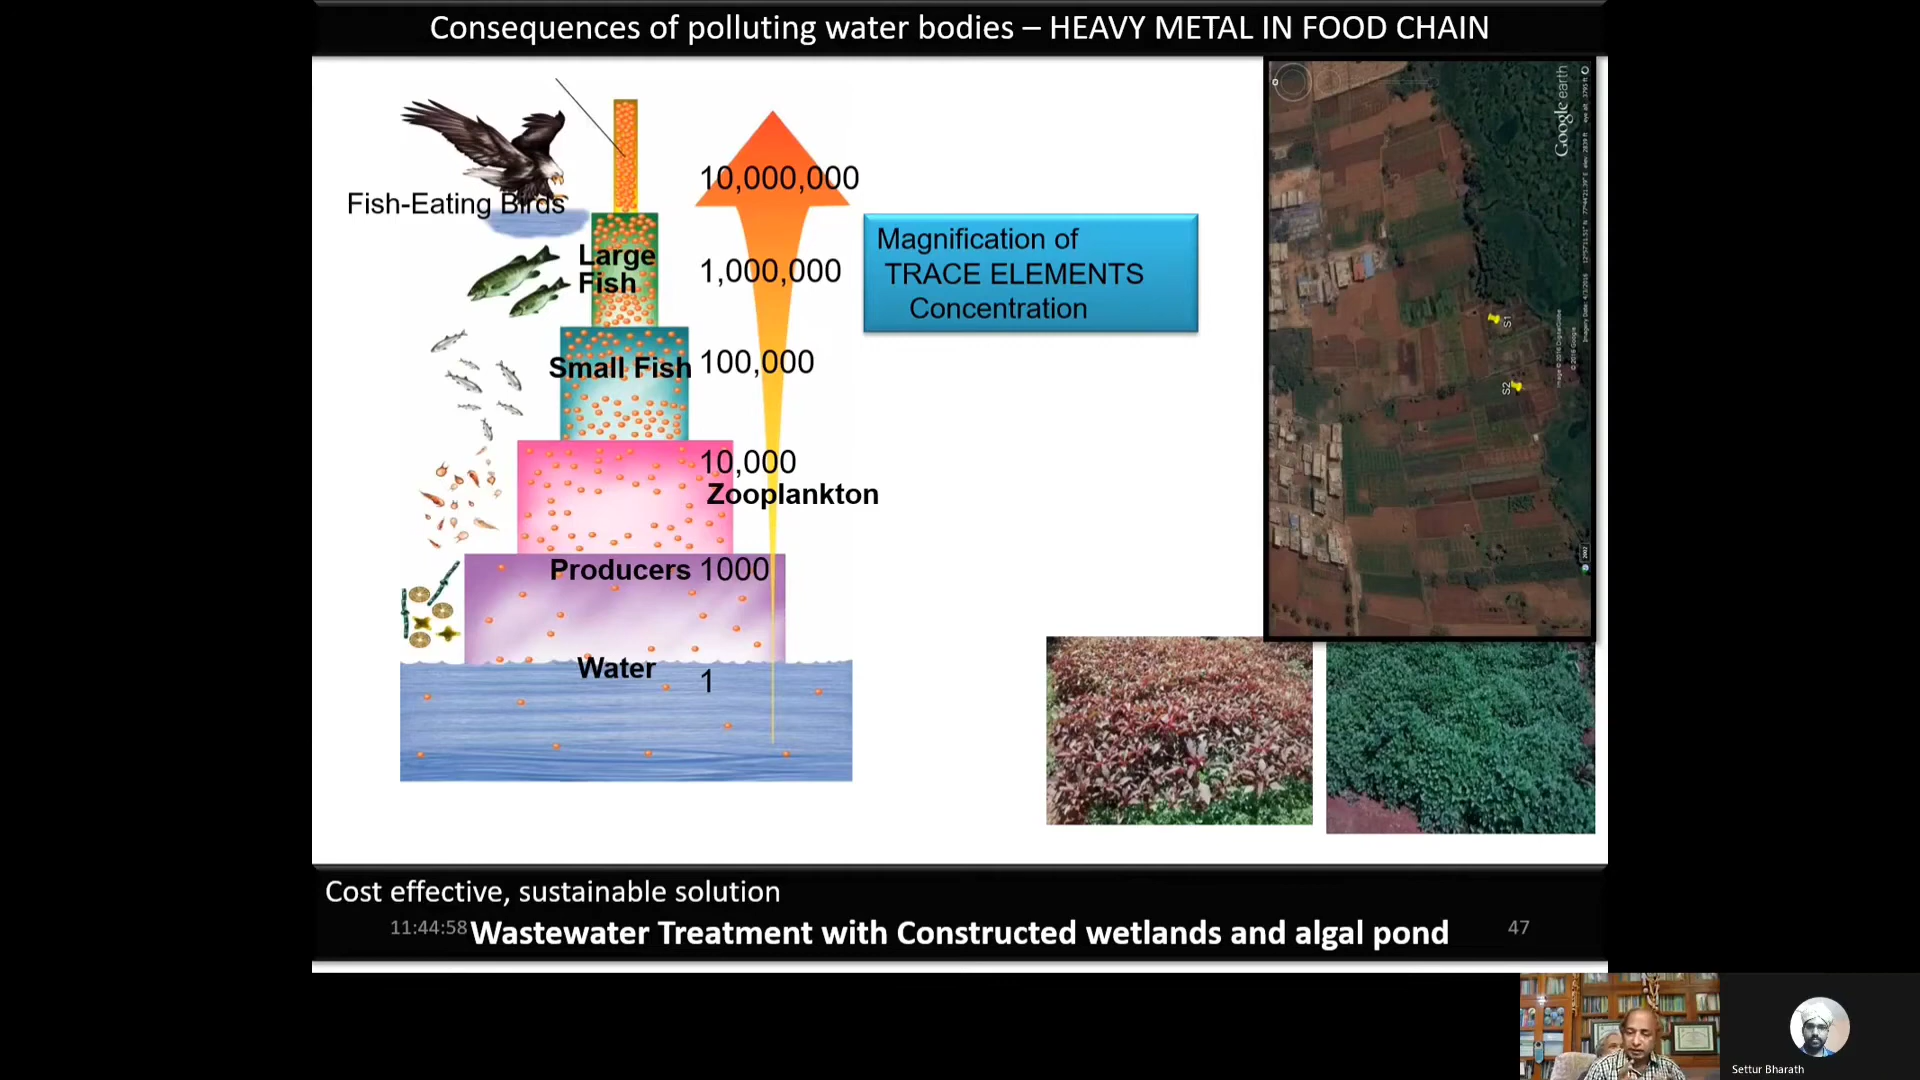 Consequences of polluting water bodies – HEAVY METAL IN FOOD CHAIN
Fish-Eating Birds
10,000,000
Large
Fish
1,000,000
Small Fish
100,000
10,000
Zooplankton
Producers
1000
Water
1
Magnification of
TRACE ELEMENTS
Concentration
Google earth
S1
S2
Cost effective, sustainable solution
11:44:58
Wastewater Treatment with Constructed wetlands and algal pond
47
Settur Bharath